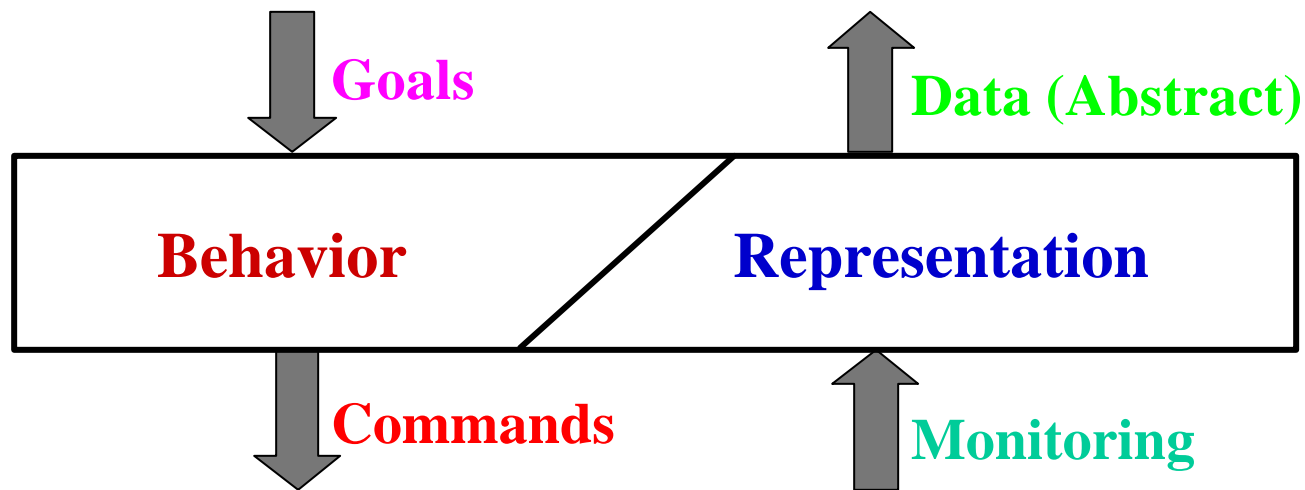 Goals
Data (Abstract)
Behavior
Representation
Commands
Monitoring